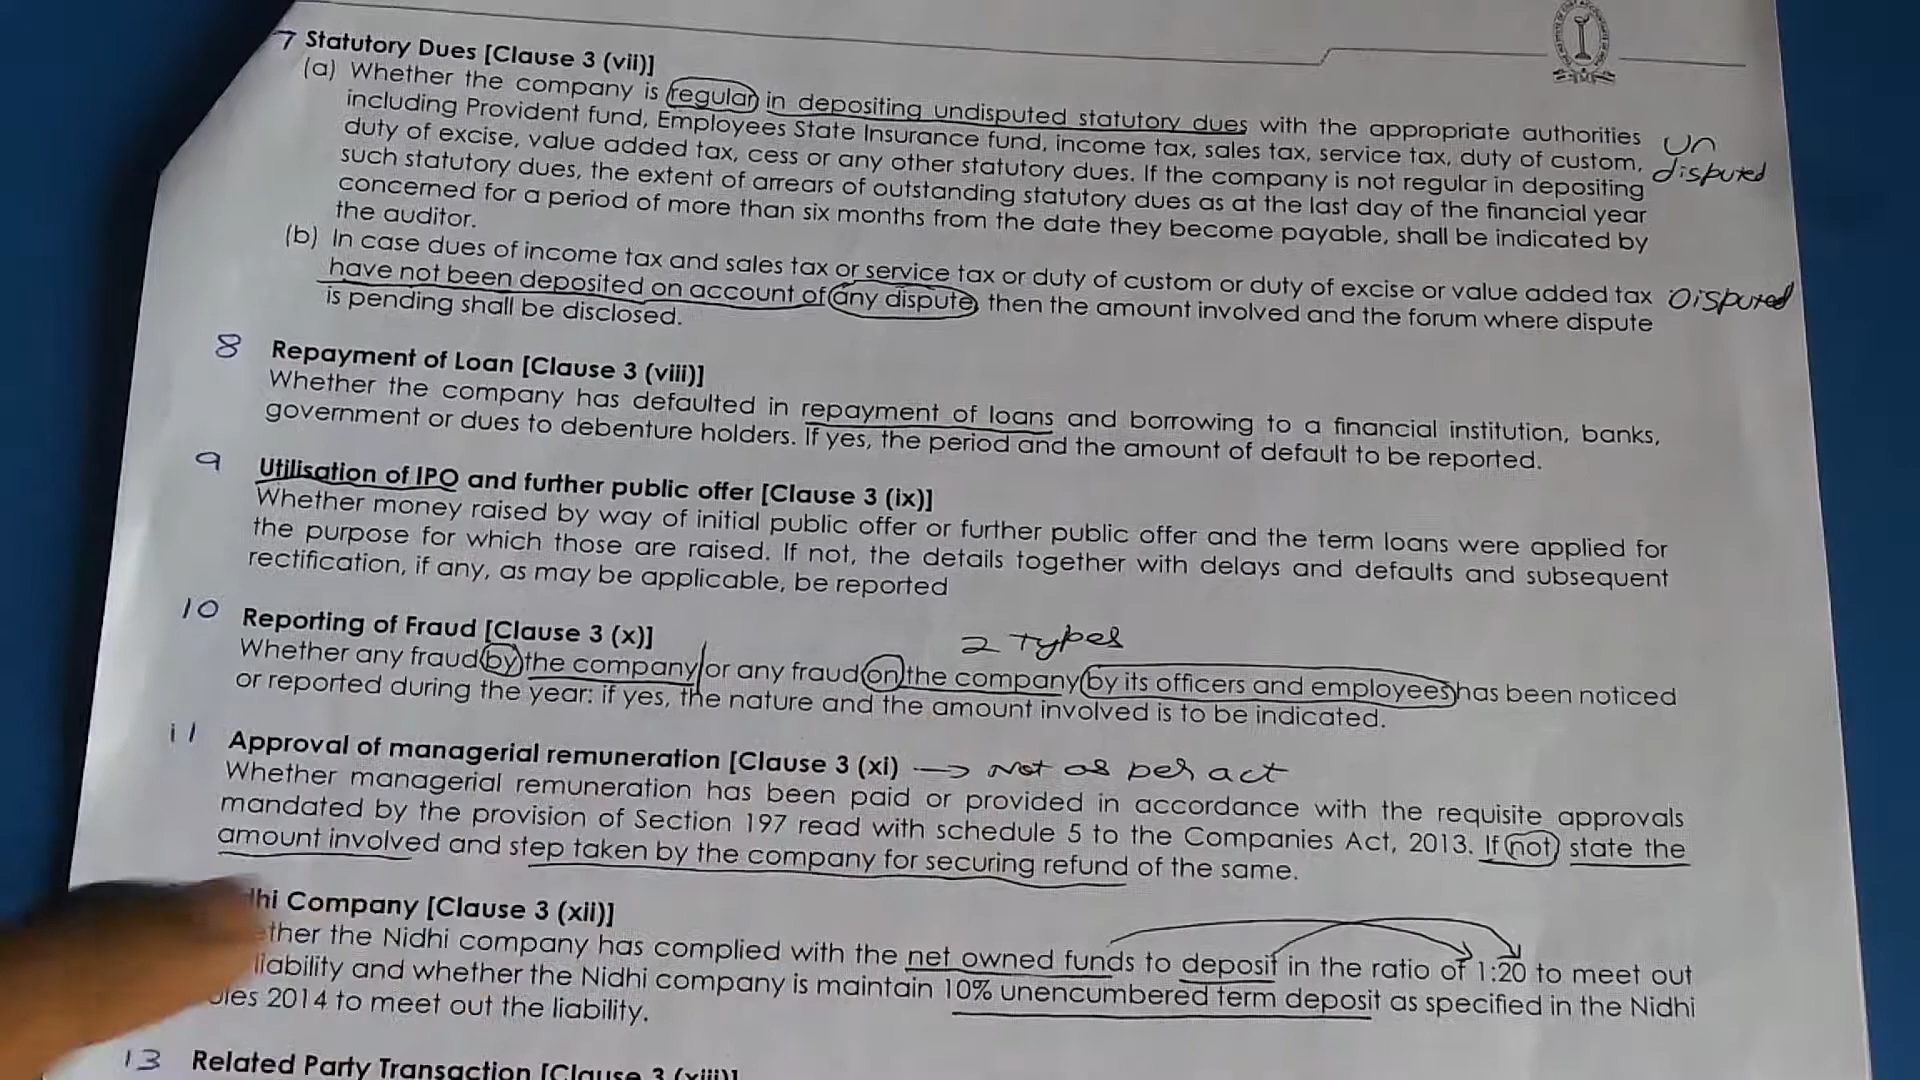 7 Statutory Dues [Clause 3 (vii)]
(a) Whether the company is regular in depositing undisputed statutory dues with the appropriate authorities
including Provident fund, Employees State Insurance fund, income tax, sales tax, service tax, duty of custom,
duty of excise, value added tax, cess or any other statutory dues. If the company is not regular in depositing
such statutory dues, the extent of arrears of outstanding statutory dues as at the last day of the financial year
concerned for a period of more than six months from the date they become payable, shall be indicated by
the auditor.
Un
disputed
(b) In case dues of income tax and sales tax or service tax or duty of custom or duty of excise or value added tax
have not been deposited on account of any dispute, then the amount involved and the forum where dispute
is pending shall be disclosed.
Disputed
8 Repayment of Loan [Clause 3 (viii)]
Whether the company has defaulted in repayment of loans and borrowing to a financial institution, banks,
government or dues to debenture holders. If yes, the period and the amount of default to be reported.
9 Utilisation of IPO and further public offer [Clause 3 (ix)]
Whether money raised by way of initial public offer or further public offer and the term loans were applied for
the purpose for which those are raised. If not, the details together with delays and defaults and subsequent
rectification, if any, as may be applicable, be reported
10 Reporting of Fraud [Clause 3 (x)]
2 Types
Whether any fraud by the company or any fraud on the company by its officers and employees has been noticed
or reported during the year: if yes, the nature and the amount involved is to be indicated.
11 Approval of managerial remuneration [Clause 3 (xi) → Not as per act
Whether managerial remuneration has been paid or provided in accordance with the requisite approvals
mandated by the provision of Section 197 read with schedule 5 to the Companies Act, 2013. If not state the
amount involved and step taken by the company for securing refund of the same.
Company [Clause 3 (xii)]
the Nidhi company has complied with the net owned funds to deposit in the ratio of 1:20 to meet out
liability and whether the Nidhi company is maintain 10% unencumbered term deposit as specified in the Nidhi
2014 to meet out the liability.
13 Related Party Transaction [Clause 3 (xiii)]